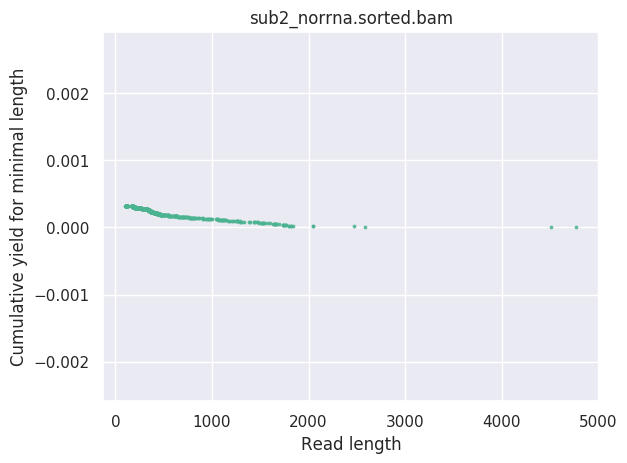 sub2_norrna.sorted.bam
Cumulative yield for minimal length
0.002
0.001
0.000
−0.001
−0.002
0 1000 2000 3000 4000 5000
Read length